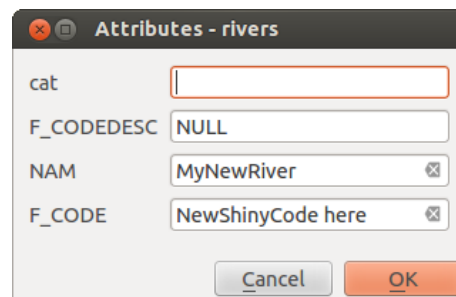 Attributes - rivers
cat
F_CODEDESC NULL
NAM MyNewRiver
F_CODE NewShinyCode here
Cancel OK